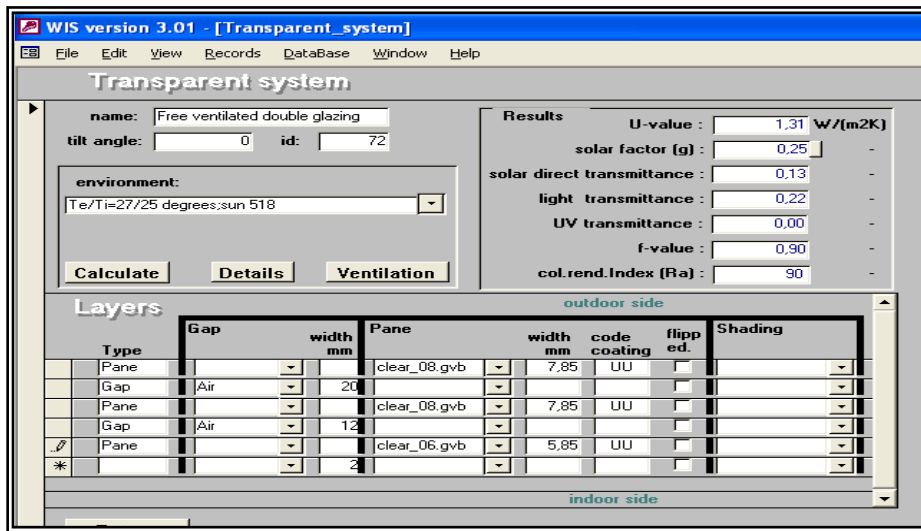 WIS version 3.01 - [Transparent_system]
File Edit View Records DataBase Window Help
Transparent system
name: Free ventilated double glazing
tilt angle: 0 id: 72
environment:
Te/Ti=27/25 degrees;sun 518
Calculate Details Ventilation
Results
U-value : 1,31 W/(m2K)
solar factor (g) : 0,25 -
solar direct transmittance : 0,13 -
light transmittance : 0,22 -
UV transmittance : 0,00 -
f-value : 0,90 -
col.rend.Index (Ra) : 90 -
Layers
outdoor side
Type Gap width mm Pane width mm code coating flipp ed. Shading
Pane clear_08.gvb 7,85 UU
Gap Air 20
Pane clear_08.gvb 7,85 UU
Gap Air 12
Pane clear_06.gvb 5,85 UU
2
indoor side